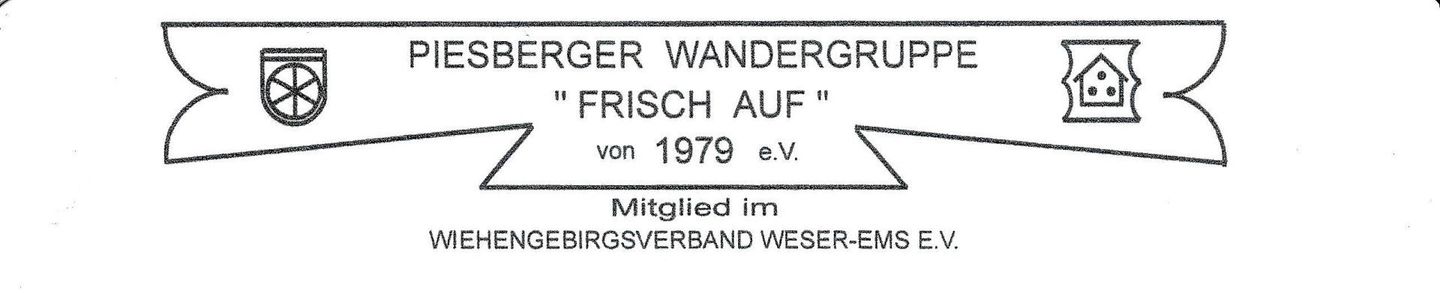 PIESBERGER WANDERGRUPPE
" FRISCH AUF "
von 1979 e.V.
Mitglied im
WIEHENGEBIRGSVERBAND WESER-EMS E.V.